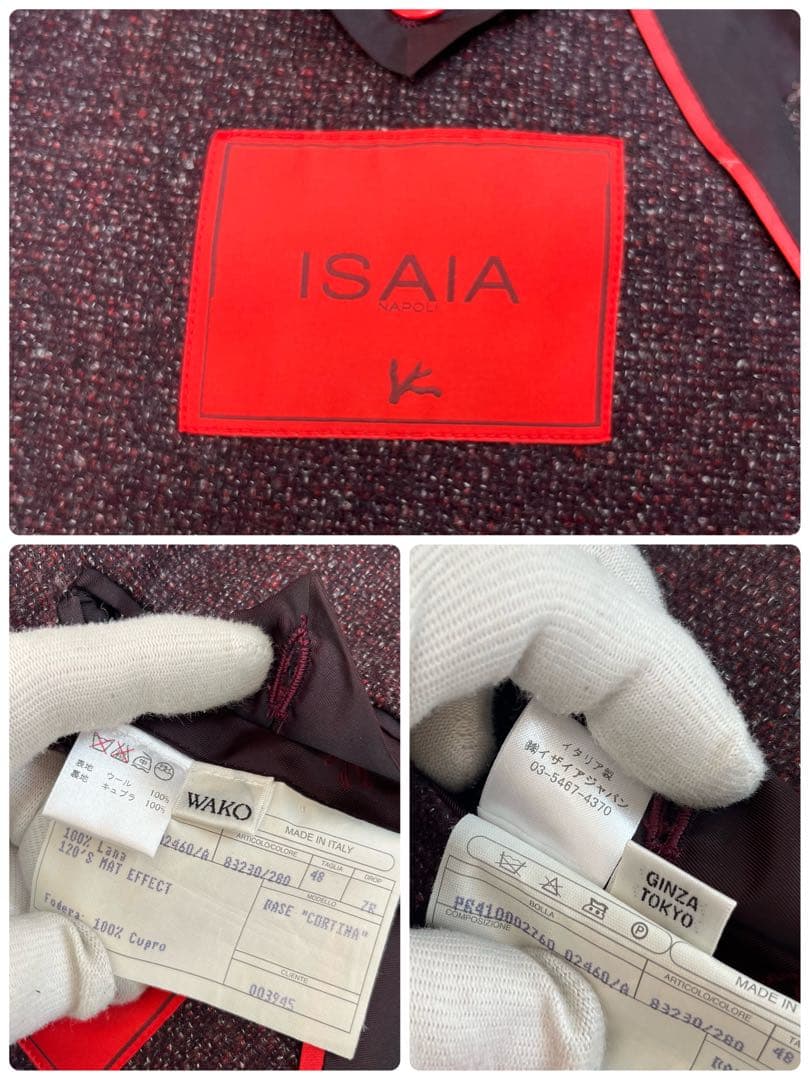 ISAIA
NAPOLI
表地 ウール 100%
裏地 キュプラ 100%
WAKO
MADE IN ITALY
ARTICOLO/COLORE
TAGLIA
DROP
02460/A 83230/280 48 ZR
100% Lana
120'S MAT EFFECT
MODELLO
BASE "CORTINA"
Fodera: 100% Cupro
CLIENTE
003945
イタリア製
㈱イザイアジャパン
03-5467-4370
GINZA
TOKYO
BOLLA
PR410002760 02460/A
COMPOSIZIONE
MADE IN
ARTICOLO/COLORE
83230/280 48